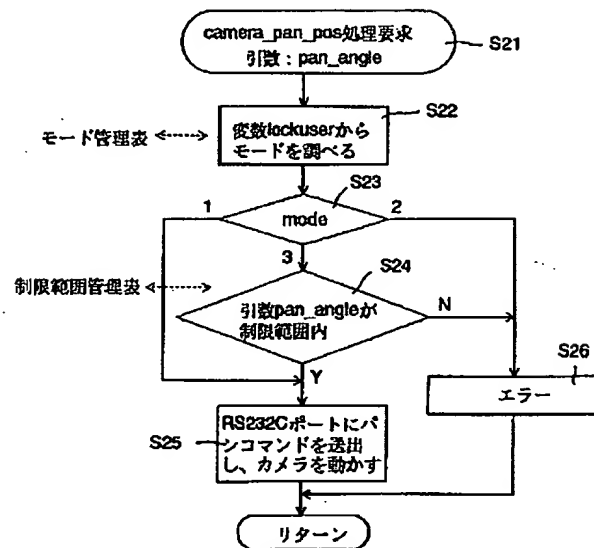 camera_pan_pos処理要求
引数：pan_angle
S21
S22
モード管理表
変数lockuserから
モードを調べる
S23
1
mode
2
3
S24
制限範囲管理表
引数pan_angleが
制限範囲内
N
Y
S26
エラー
S25
RS232Cポートにパ
ンコマンドを送出
し、カメラを動かす
リターン